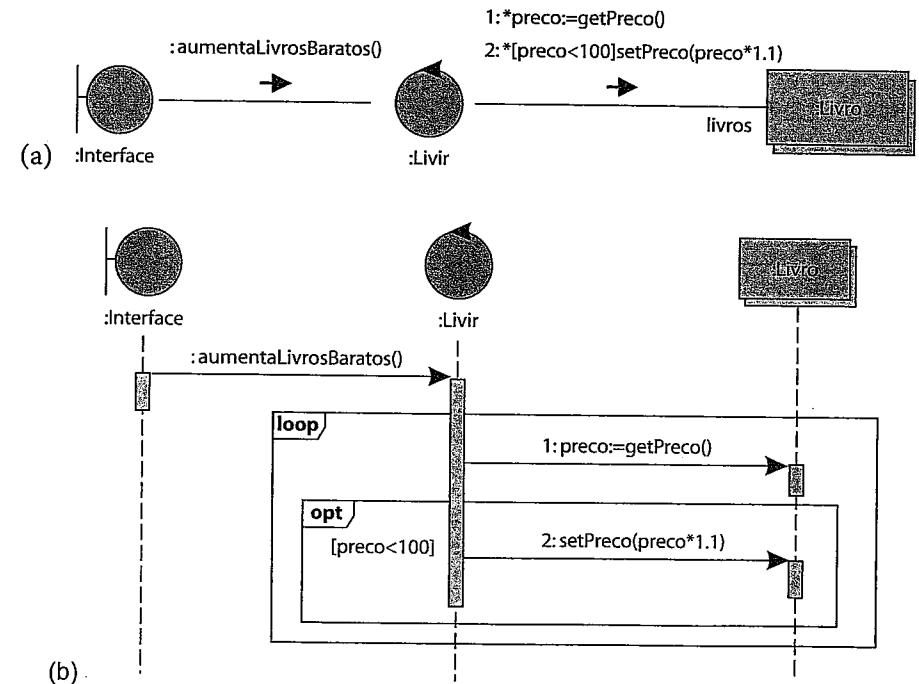 1: *preco:=getPreco()
:aumentaLivrosBaratos()
2: *[preco<100]setPreco(preco*1.1)
:Livro
livros
(a)
:Interface
:Livir
:Livro
:Interface
:Livir
:aumentaLivrosBaratos()
loop
1: preco:=getPreco()
opt
[preco<100]
2: setPreco(preco*1.1)
(b)